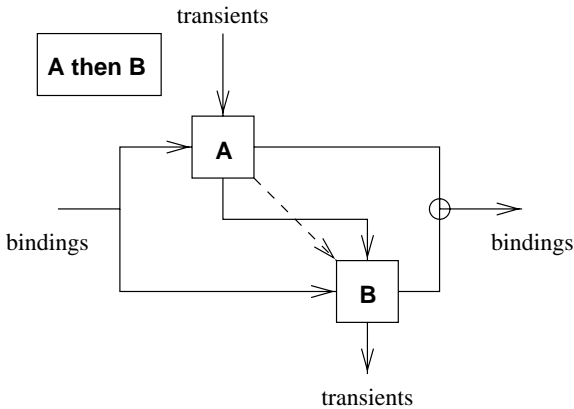 transients
A then B
A
bindings
bindings
B
transients